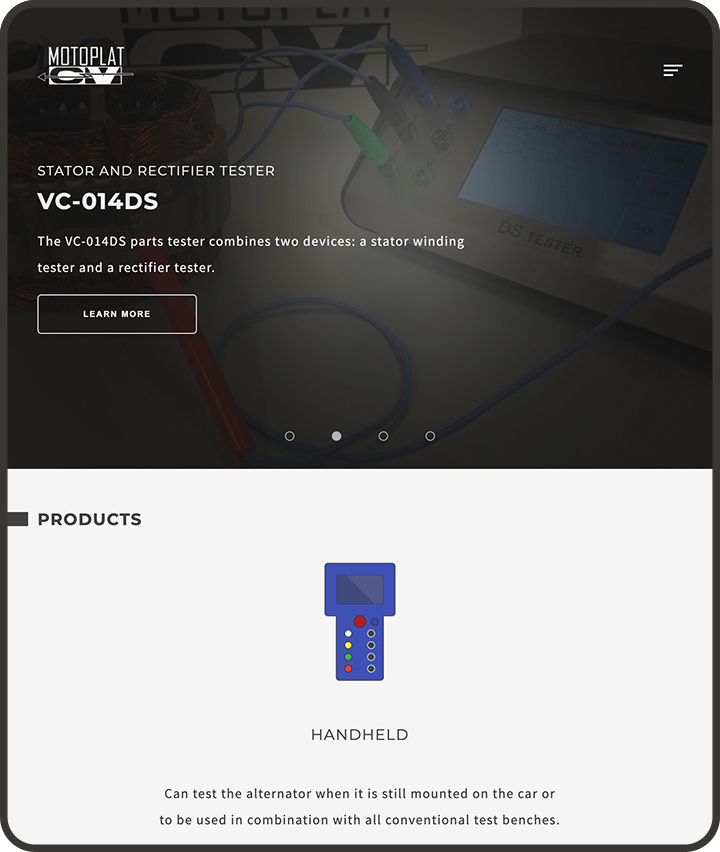 MOTOPLAT
CV
MOTOPLAT
CV
STATOR AND RECTIFIER TESTER
VC-014DS
The VC-014DS parts tester combines two devices: a stator winding
tester and a rectifier tester.
LEARN MORE
DS TESTER
PRODUCTS
HANDHELD
Can test the alternator when it is still mounted on the car or
to be used in combination with all conventional test benches.